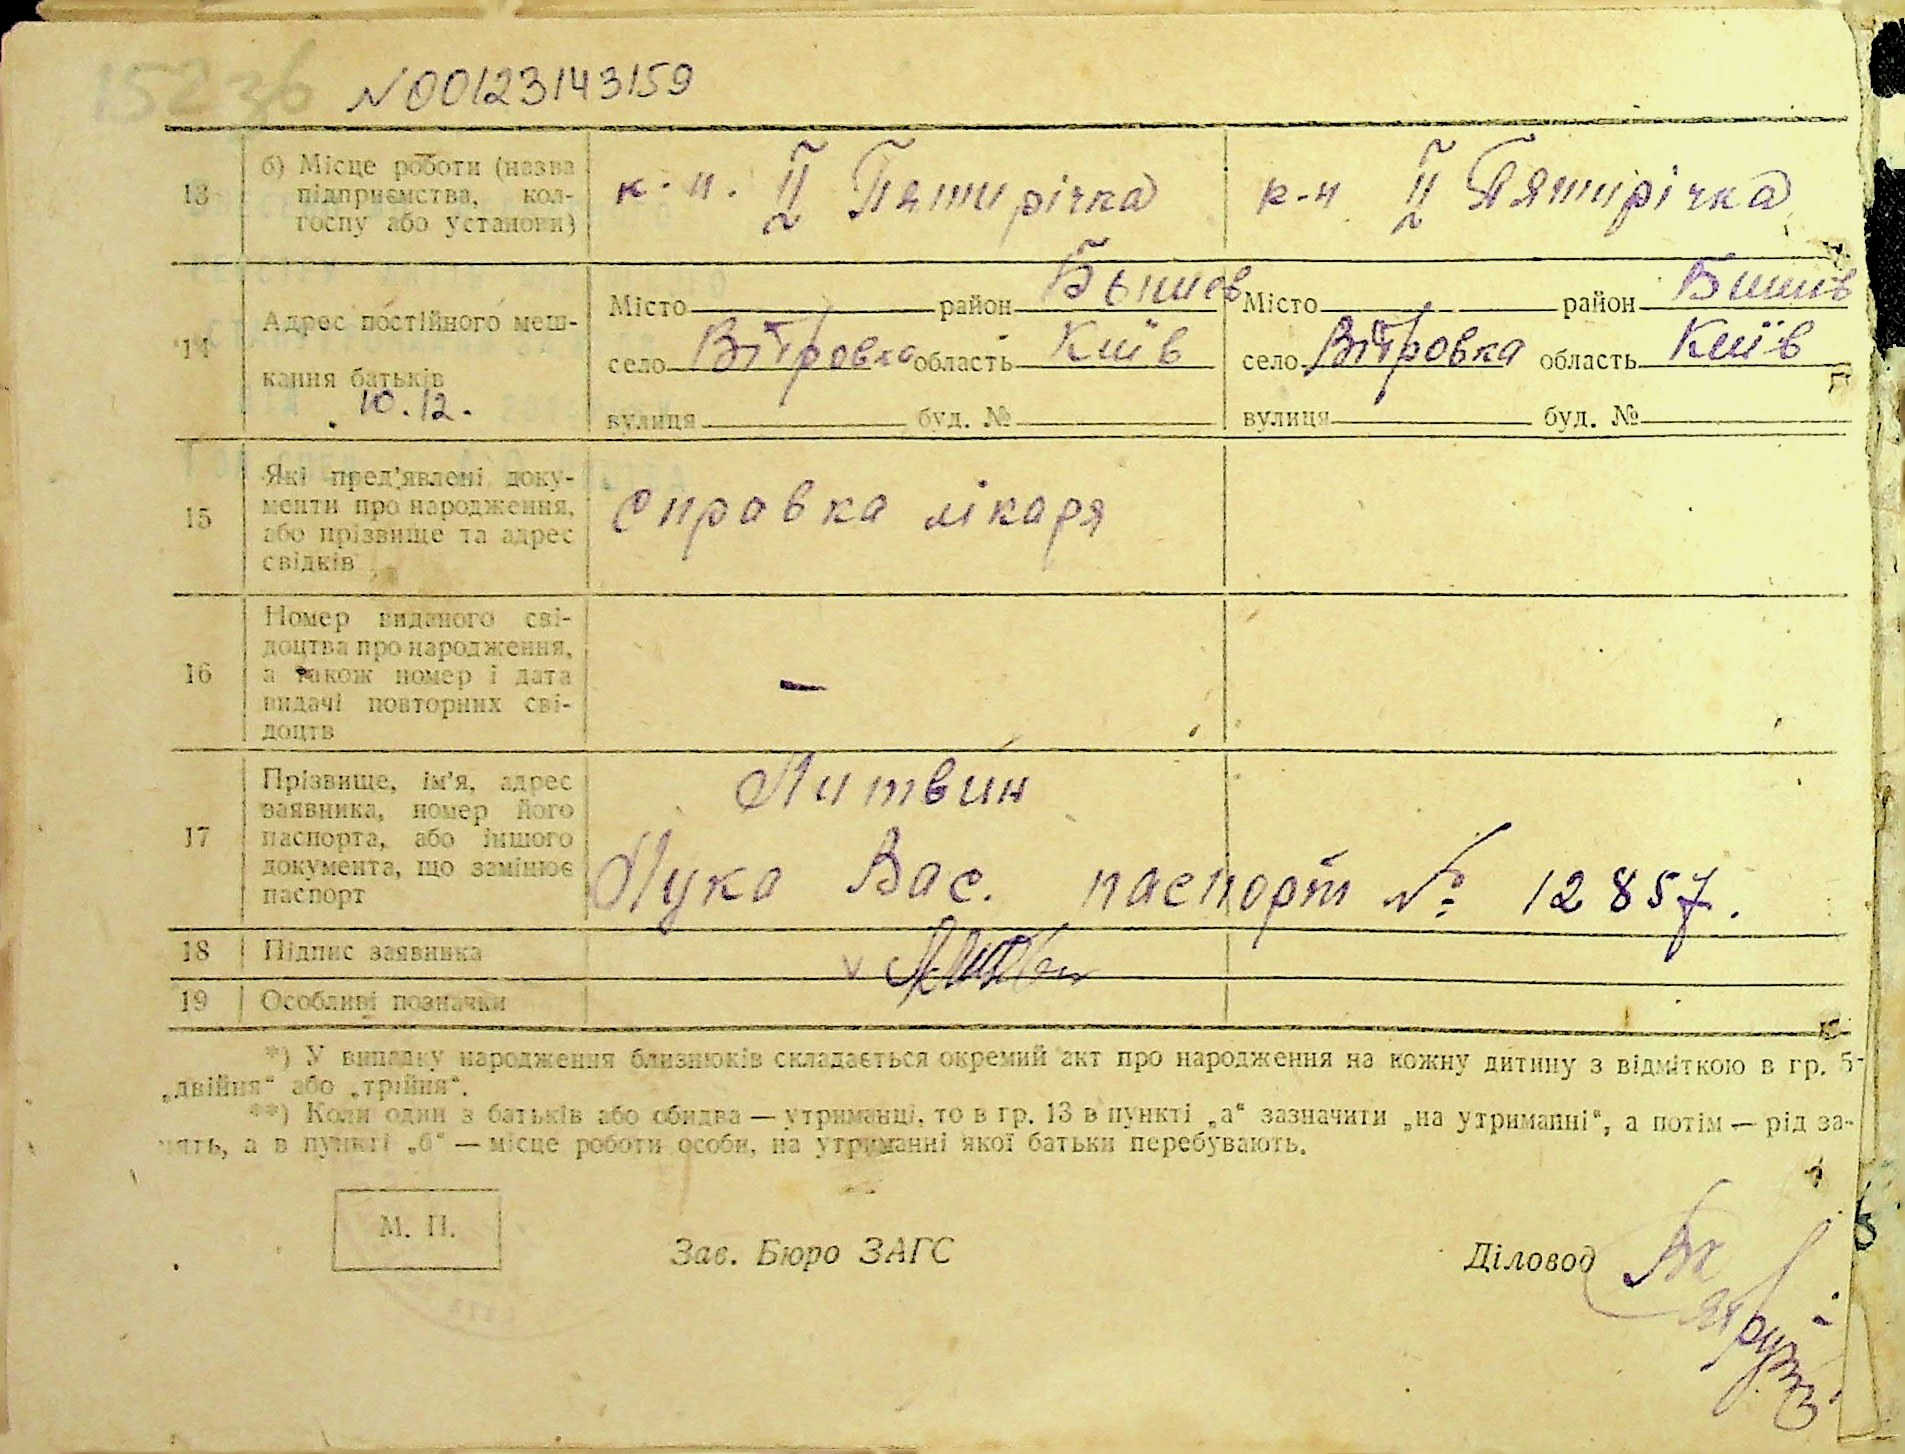 15236
N00123143159
13 б) Місце роботи (назва підприємства, колгоспу або установи)
к-п. ІІ Пятирічка
к-п ІІ Пятирічка
14 Адрес постійного мешкання батьків
10.12.
Місто район Бышев
село Вітровка область Київ
вулиця буд. №
Місто район Бишів
село Вітровка область Київ
вулиця буд. №
15 Які пред'явлені документи про народження, або прізвище та адрес свідків
справка лікаря
16 Номер виданого свідоцтва про народження, а також номер і дата видачі повторних свідоцтв
—
17 Прізвище, ім'я, адрес заявника, номер його паспорта, або іншого документа, що замінює паспорт
Литвин
Лука Вас. паспорт № 12857.
18 Підпис заявника
v
19 Особливі позначки
*) У випадку народження близнюків складається окремий акт про народження на кожну дитину з відміткою в гр. 5-
„двійня“ або „трійня“.
**) Коли один з батьків або обидва — утриманці, то в гр. 13 в пункті „а“ зазначити „на утриманні“, а потім — рід за-
нять, а в пункті „б“ — місце роботи особи, на утриманні якої батьки перебувають.
М. П.
Зав. Бюро ЗАГС
Діловод